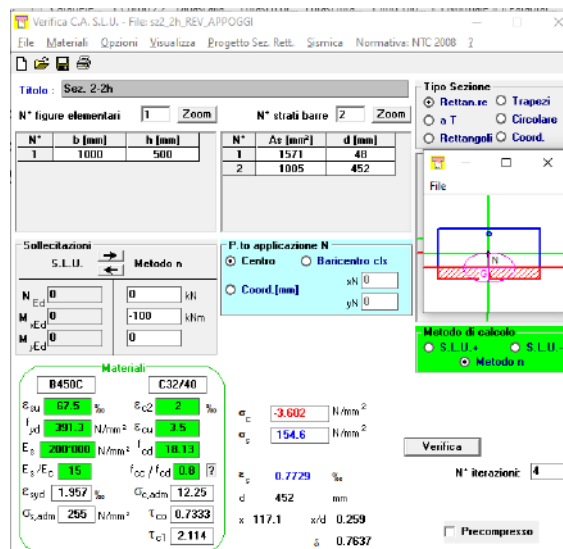 Verifica C.A. S.L.U. - File: sz2_2h_REV_APPOGGI
File Materiali Opzioni Visualizza Progetto Sez. Rett. Sismica Normativa: NTC 2008 ?
Titolo : Sez. 2-2h
N° figure elementari 1 Zoom N° strati barre 2 Zoom
N° b [mm] h [mm]
1 1000 500
N° As [mm²] d [mm]
1 1571 48
2 1005 452
Tipo Sezione
Rettan.re Trapezi
a T Circolare
Rettangoli Coord.
File
N
G
Sollecitazioni
S.L.U. Metodo n
N Ed 0 0 kN
M xEd 0 -100 kNm
M yEd 0 0
P.to applicazione N
Centro Baricentro cls
Coord.[mm] xN 0
yN 0
Metodo di calcolo
S.L.U.+ S.L.U.-
Metodo n
Materiali
B450C C32/40
εsu 67.5 ‰ εc2 2 ‰
fyd 391.3 N/mm² εcu 3.5
Es 200'000 N/mm² fcd 18.13
Es/Ec 15 fcc/fcd 0.8 ?
εsyd 1.957 ‰ σc,adm 12.25
σs,adm 255 N/mm² τco 0.7333
τc1 2.114
σc -3.602 N/mm²
σs 154.6 N/mm²
εs 0.7729 ‰
d 452 mm
x 117.1 x/d 0.259
δ 0.7637
Verifica
N° iterazioni: 4
Precompresso